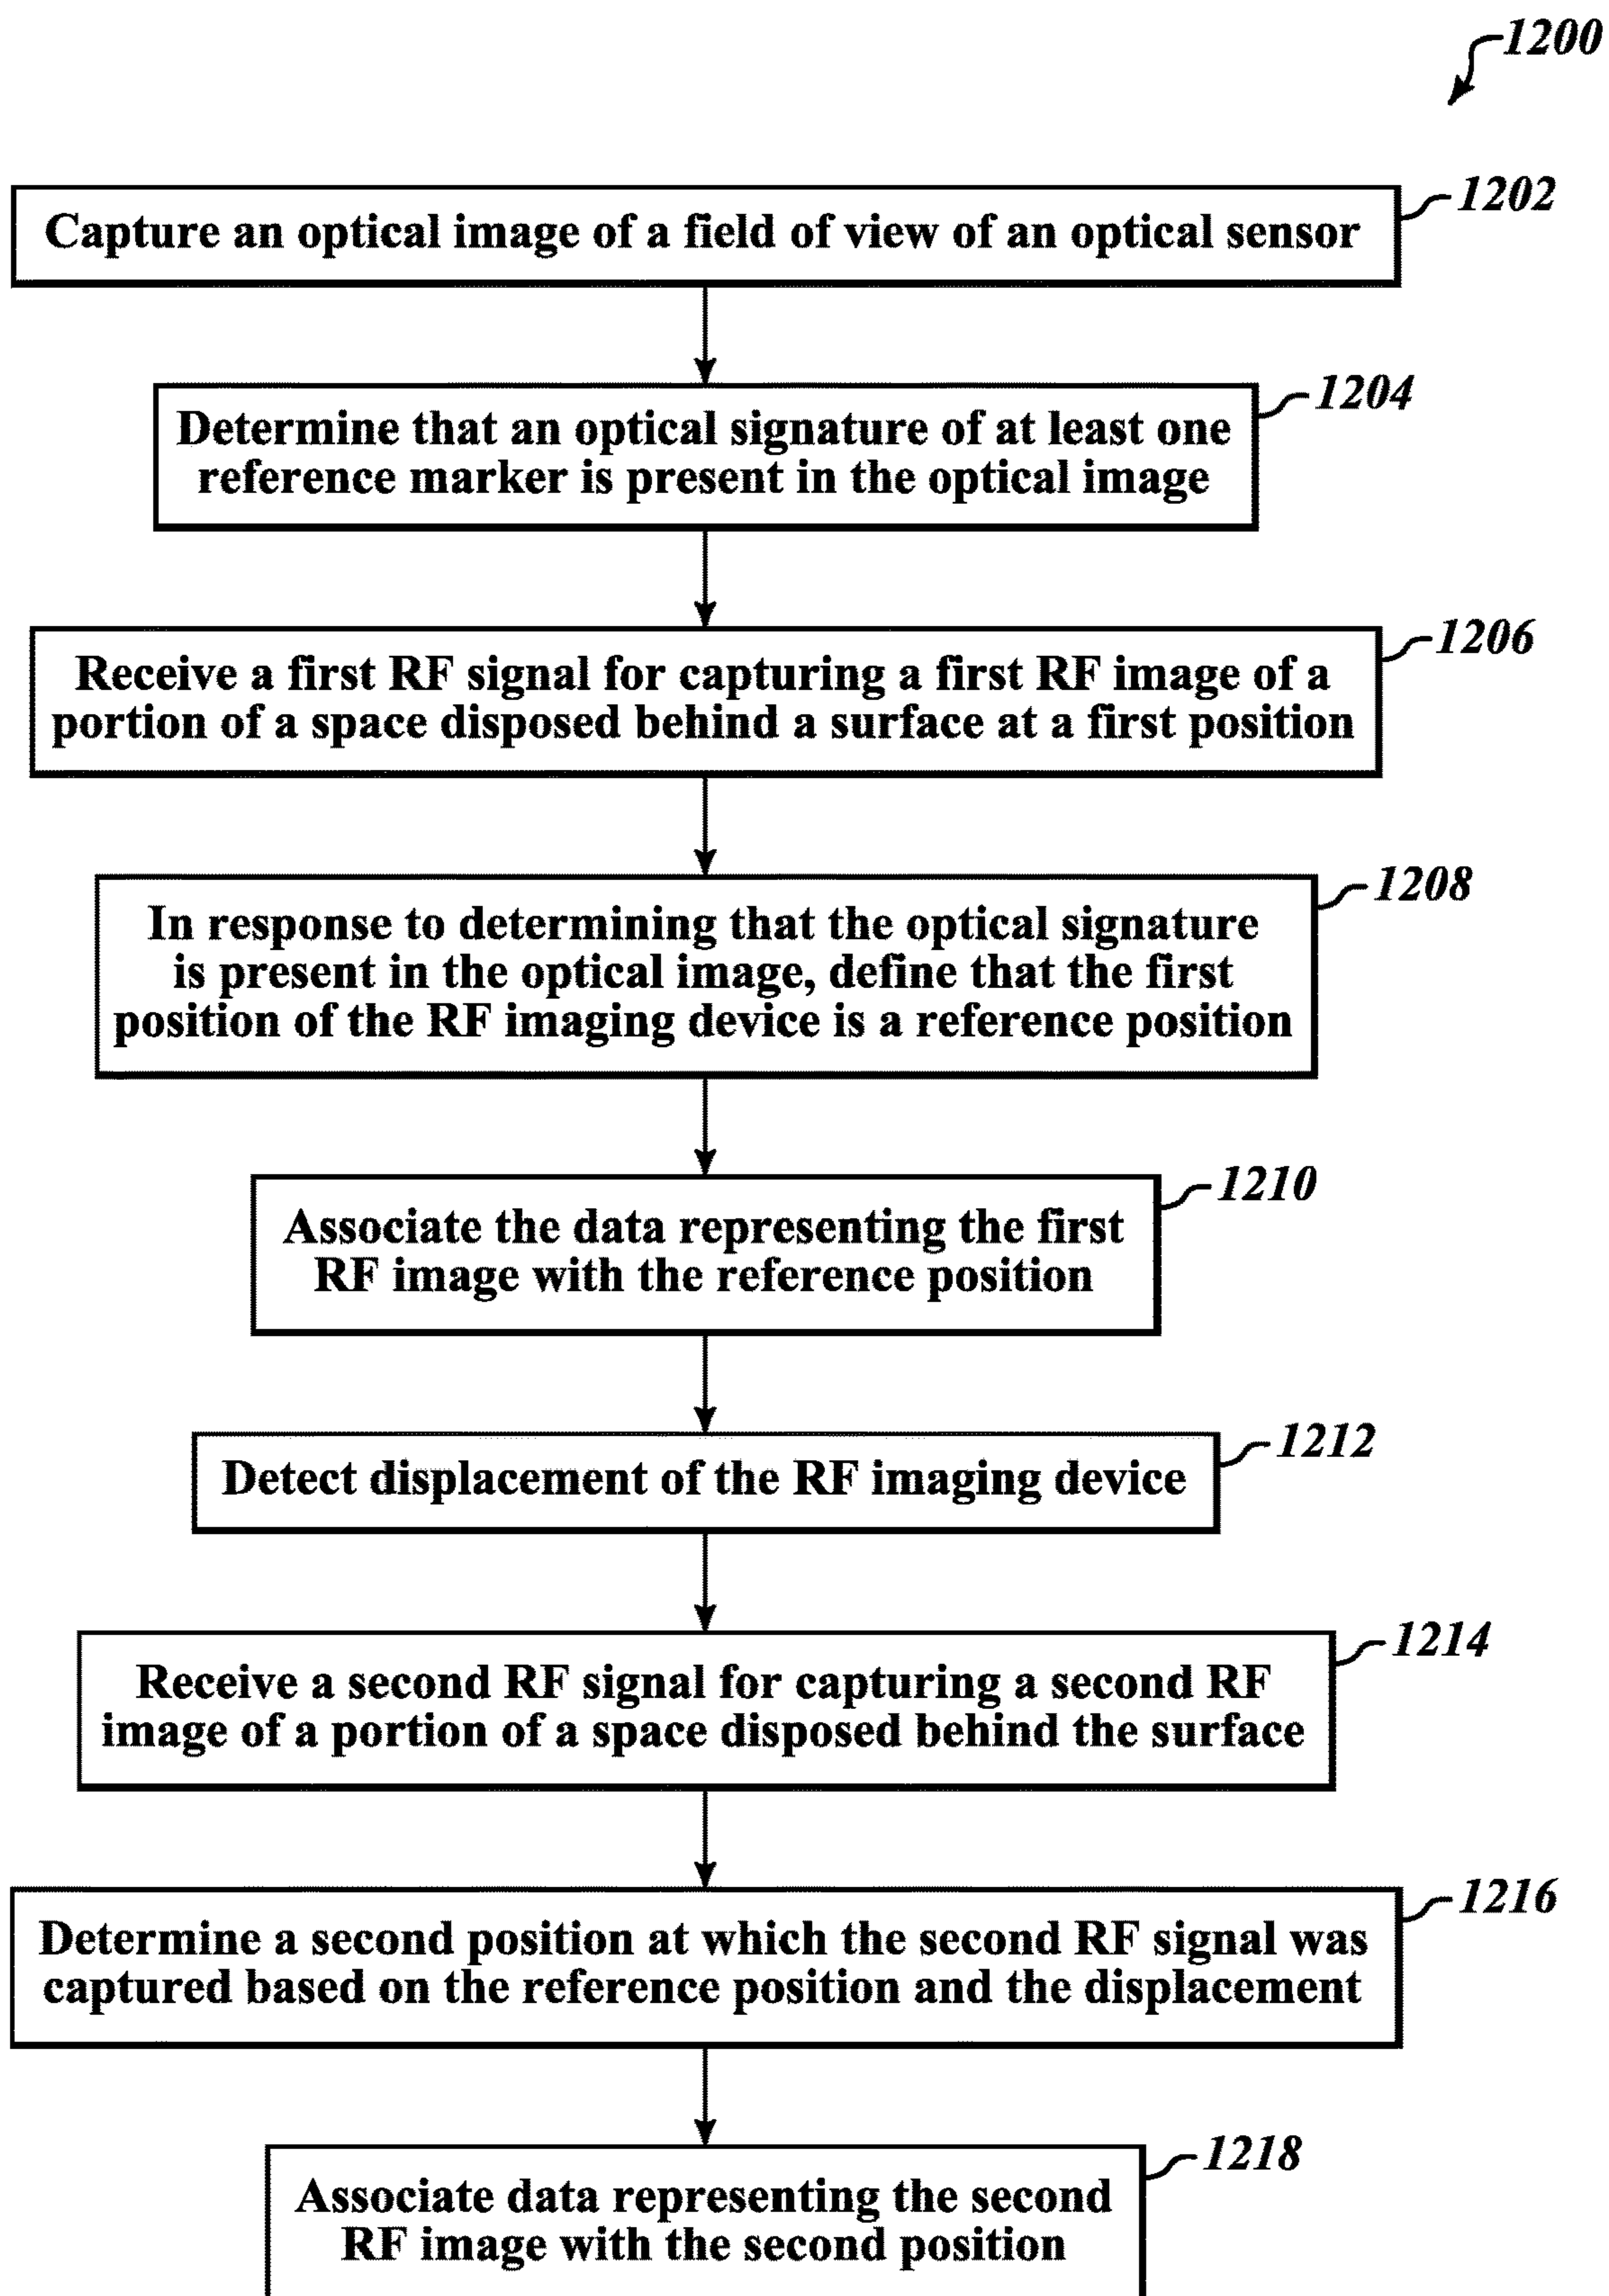 1200
1202
Capture an optical image of a field of view of an optical sensor
1204
Determine that an optical signature of at least one
reference marker is present in the optical image
1206
Receive a first RF signal for capturing a first RF image of a
portion of a space disposed behind a surface at a first position
1208
In response to determining that the optical signature
is present in the optical image, define that the first
position of the RF imaging device is a reference position
1210
Associate the data representing the first
RF image with the reference position
1212
Detect displacement of the RF imaging device
1214
Receive a second RF signal for capturing a second RF
image of a portion of a space disposed behind the surface
1216
Determine a second position at which the second RF signal was
captured based on the reference position and the displacement
1218
Associate data representing the second
RF image with the second position